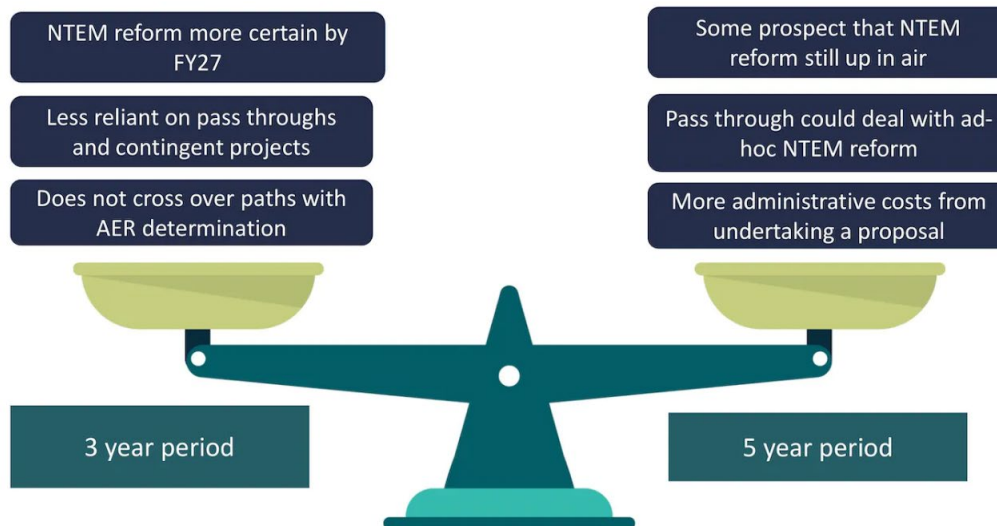 NTEM reform more certain by
FY27
Less reliant on pass throughs
and contingent projects
Does not cross over paths with
AER determination
Some prospect that NTEM
reform still up in air
Pass through could deal with ad-
hoc NTEM reform
More administrative costs from
undertaking a proposal
3 year period
5 year period